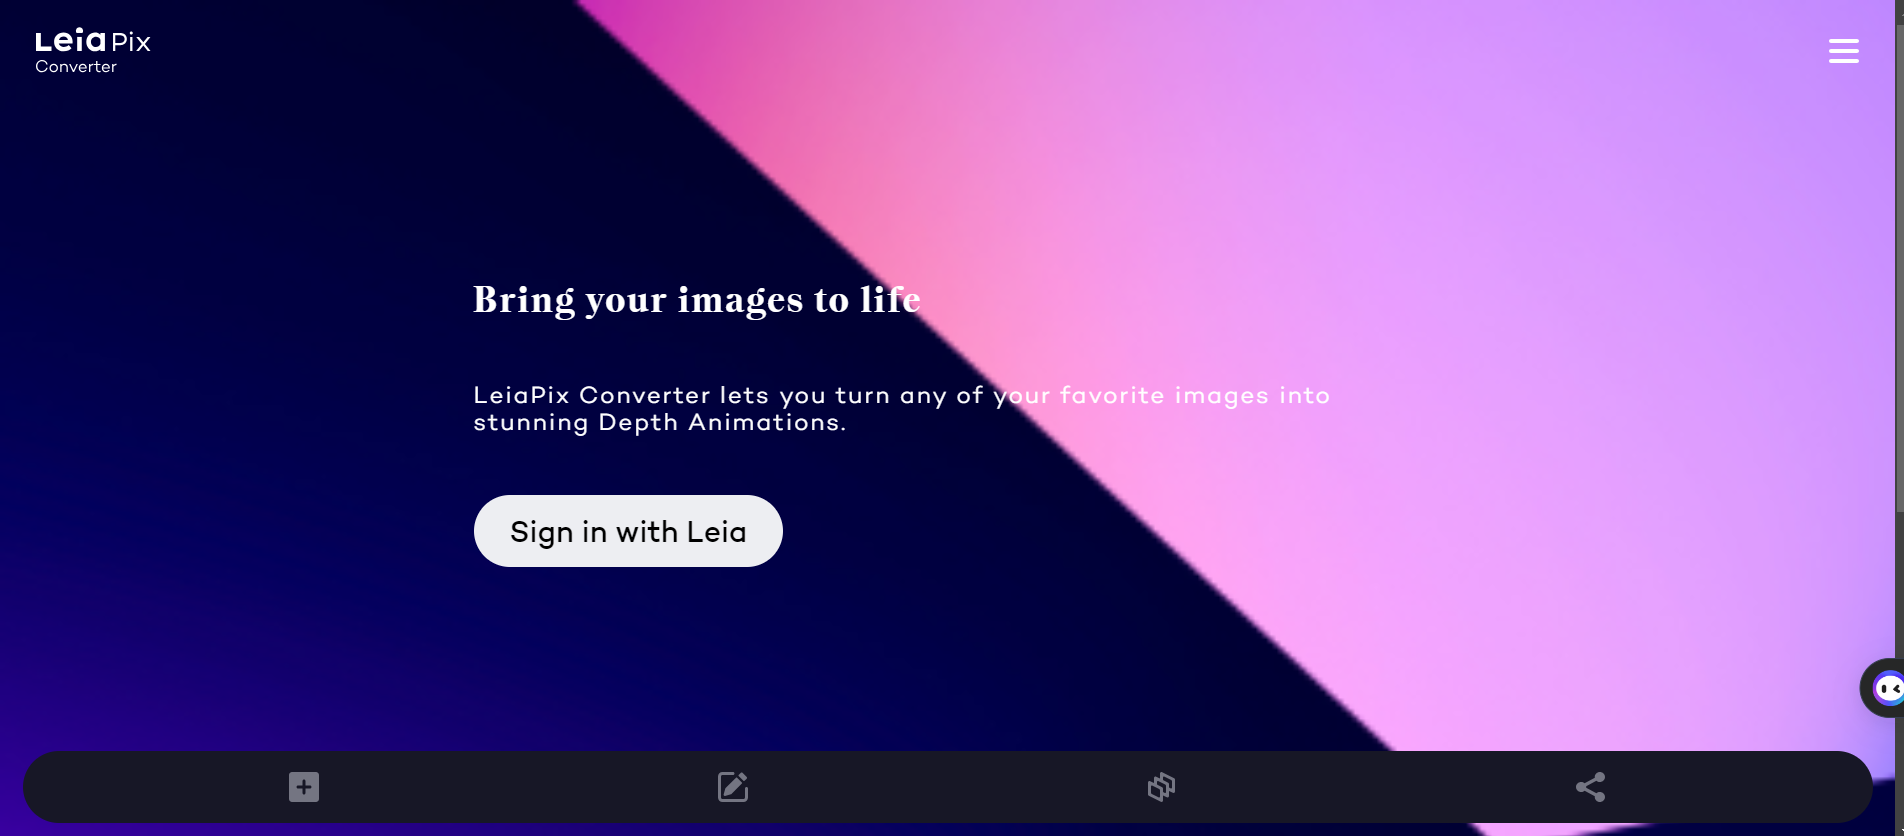 Leia Pix
Converter
Bring your images to life
LeiaPix Converter lets you turn any of your favorite images into
stunning Depth Animations.
Sign in with Leia